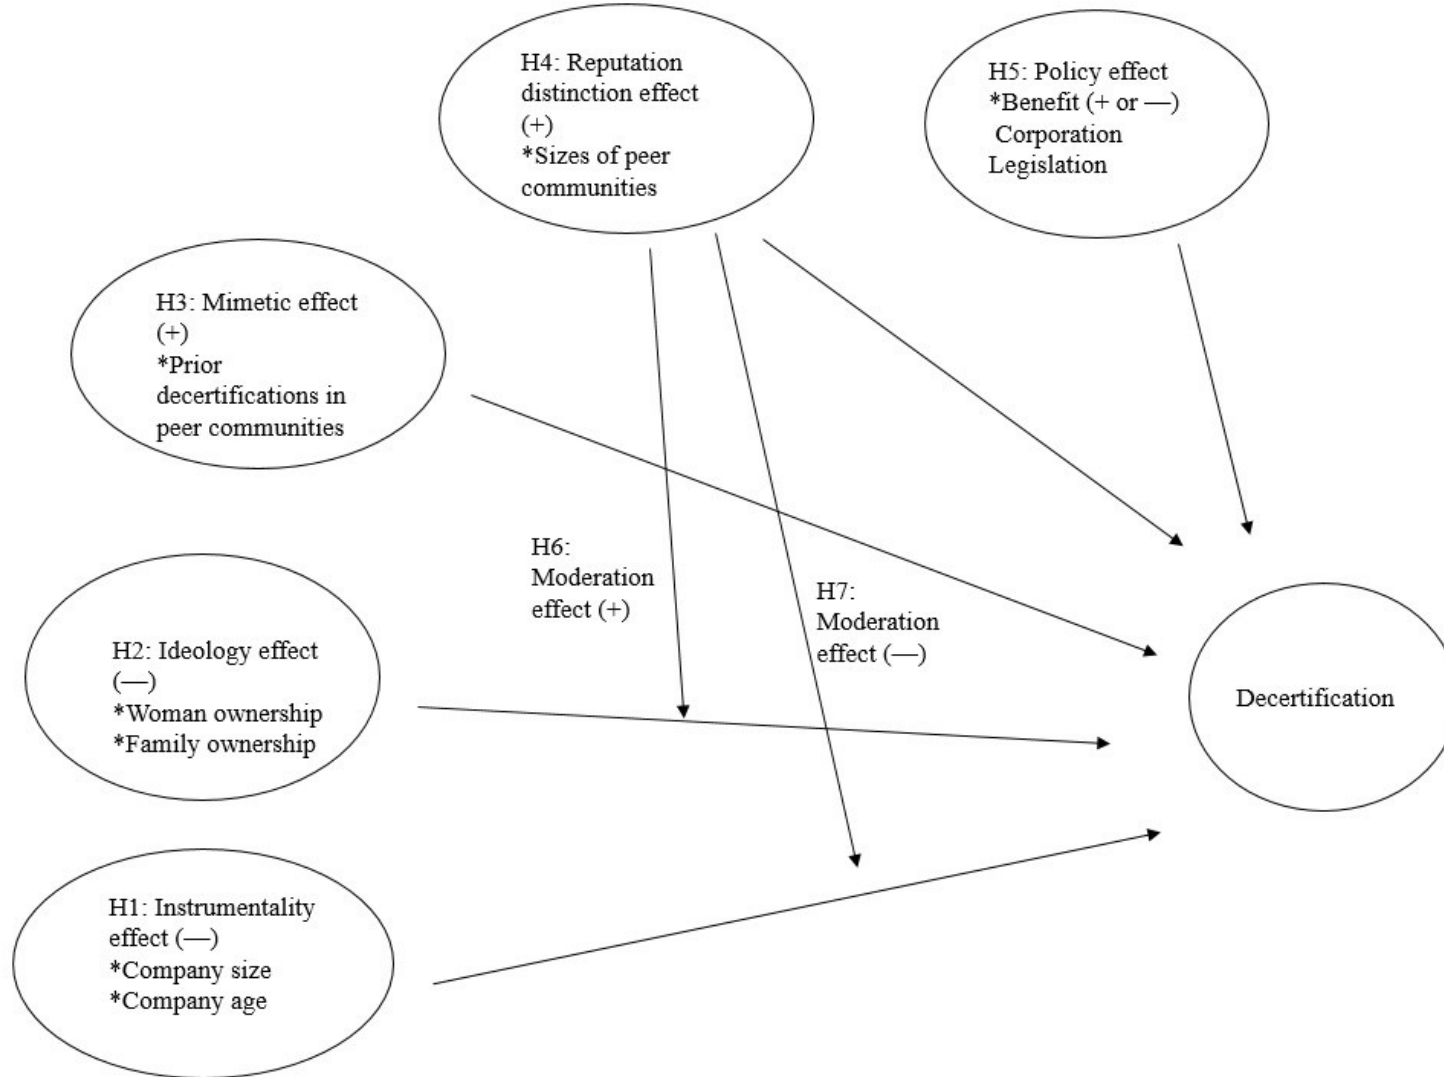 H4: Reputation
distinction effect
(+)
*Sizes of peer
communities
H5: Policy effect
*Benefit (+ or —)
Corporation
Legislation
H3: Mimetic effect
(+)
*Prior
decertifications in
peer communities
H6:
Moderation
effect (+)
H7:
Moderation
effect (—)
H2: Ideology effect
(—)
*Woman ownership
*Family ownership
Decertification
H1: Instrumentality
effect (—)
*Company size
*Company age